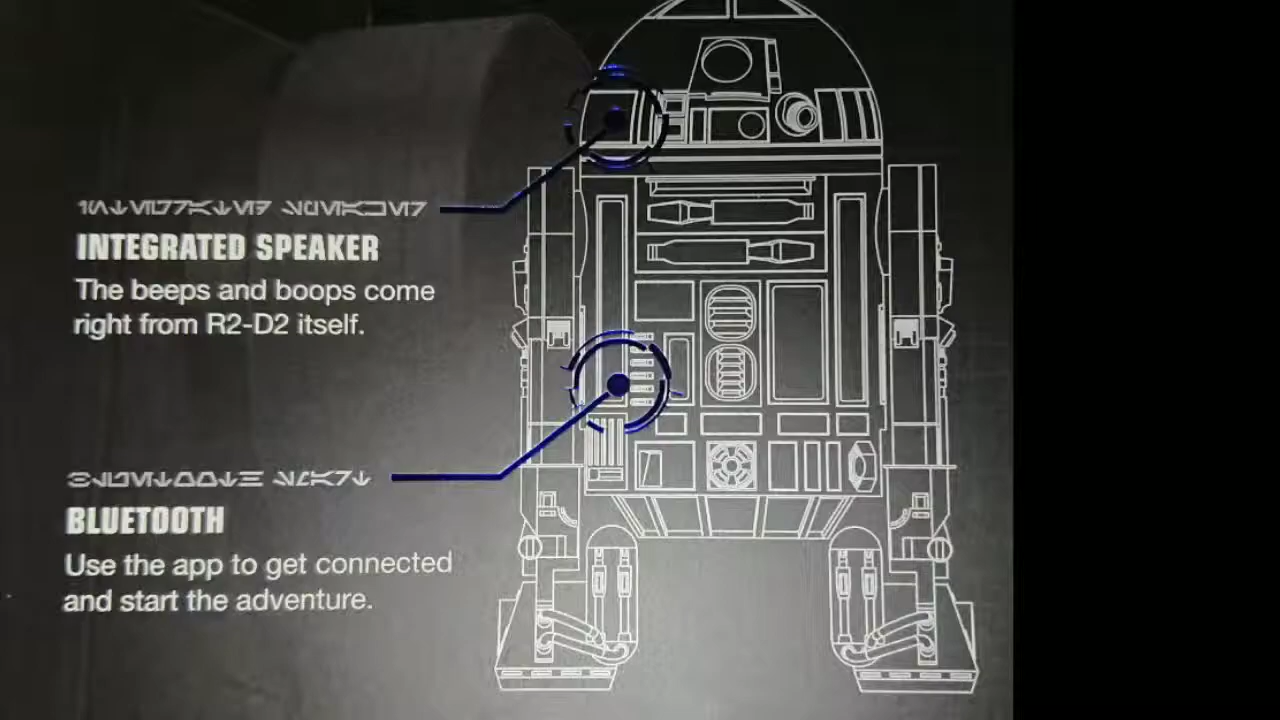 INTEGRATED SPEAKER
The beeps and boops come
right from R2-D2 itself.
BLUETOOTH
Use the app to get connected
and start the adventure.